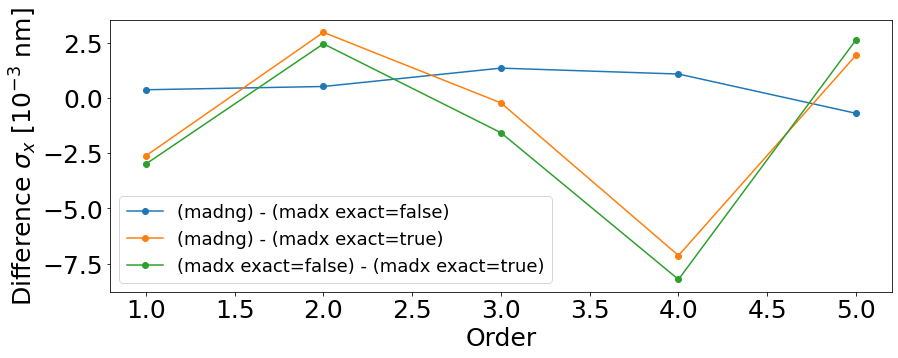 Difference σx [10−3 nm]
2.5
0.0
−2.5
−5.0
−7.5
(madng) - (madx exact=false)
(madng) - (madx exact=true)
(madx exact=false) - (madx exact=true)
1.0 1.5 2.0 2.5 3.0 3.5 4.0 4.5 5.0
Order